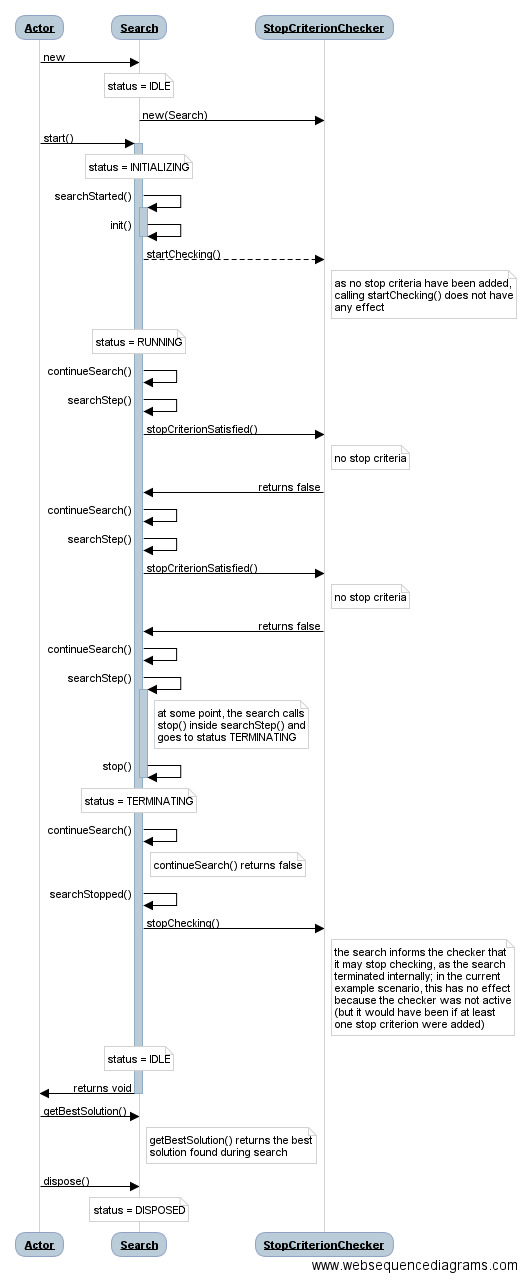 Actor Search StopCriterionChecker
new
status = IDLE
new(Search)
start()
status = INITIALIZING
searchStarted()
init()
startChecking()
as no stop criteria have been added,
calling startChecking() does not have
any effect
status = RUNNING
continueSearch()
searchStep()
stopCriterionSatisfied()
no stop criteria
returns false
continueSearch()
searchStep()
stopCriterionSatisfied()
no stop criteria
returns false
continueSearch()
searchStep()
at some point, the search calls
stop() inside searchStep() and
goes to status TERMINATING
stop()
status = TERMINATING
continueSearch()
continueSearch() returns false
searchStopped()
stopChecking()
the search informs the checker that
it may stop checking, as the search
terminated internally; in the current
example scenario, this has no effect
because the checker was not active
(but it would have been if at least
one stop criterion were added)
status = IDLE
returns void
getBestSolution()
getBestSolution() returns the best
solution found during search
dispose()
status = DISPOSED
Actor Search StopCriterionChecker
www.websequencediagrams.com